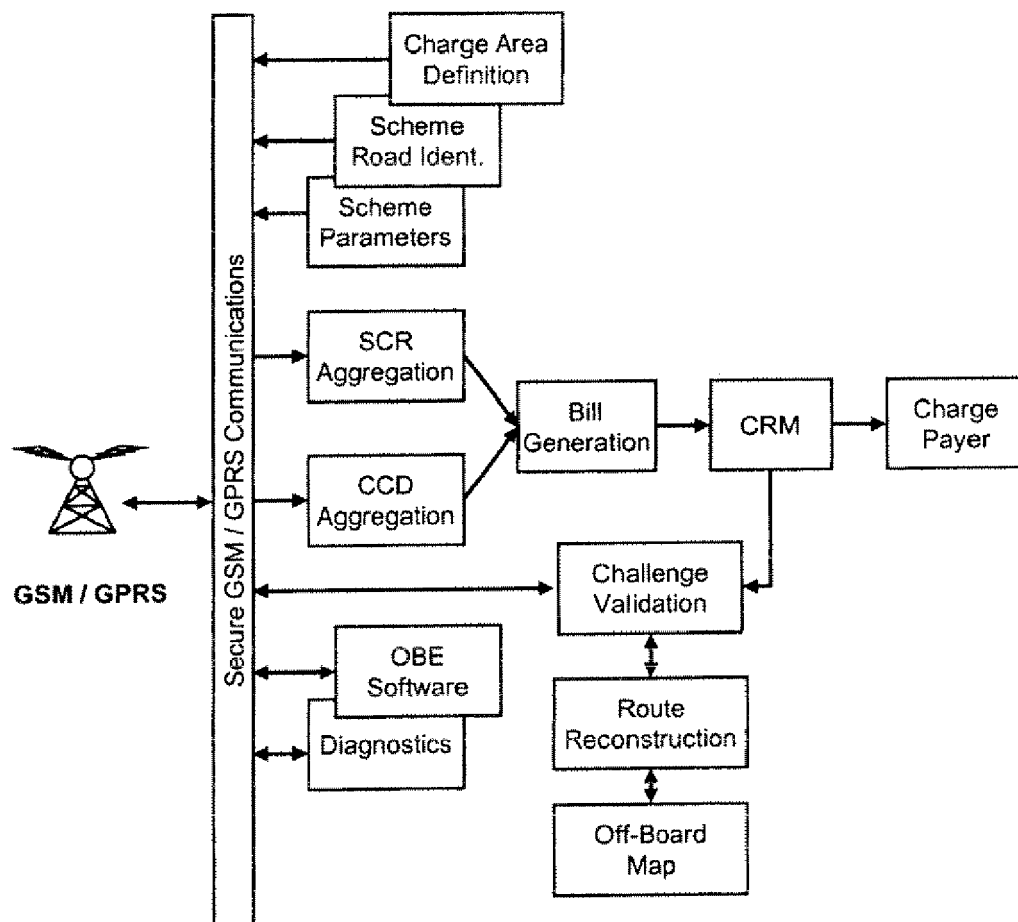 Charge Area
Definition
Scheme
Road Ident.
Scheme
Parameters
Secure GSM / GPRS Communications
SCR
Aggregation
Bill
Generation
CRM
Charge
Payer
CCD
Aggregation
GSM / GPRS
Challenge
Validation
OBE
Software
Diagnostics
Route
Reconstruction
Off-Board
Map